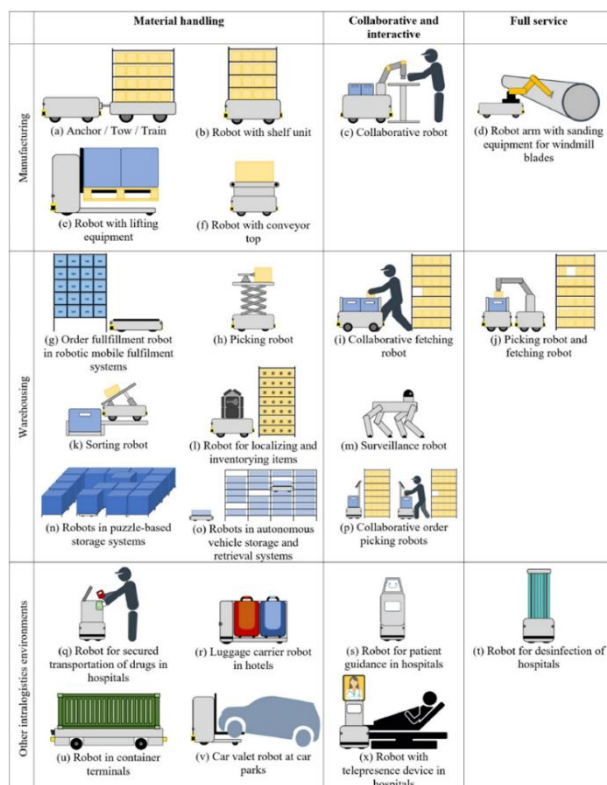 Material handling
Collaborative and
interactive
Full service
Manufacturing
(a) Anchor / Tow / Train
(b) Robot with shelf unit
(c) Collaborative robot
(d) Robot arm with sanding
equipment for windmill
blades
(e) Robot with lifting
equipment
(f) Robot with conveyor
top
Warehousing
(g) Order fullfillment robot
in robotic mobile fulfilment
systems
(h) Picking robot
(i) Collaborative fetching
robot
(j) Picking robot and
fetching robot
(k) Sorting robot
(l) Robot for localizing and
inventorying items
(m) Surveillance robot
(n) Robots in puzzle-based
storage systems
(o) Robots in autonomous
vehicle storage and
retrieval systems
(p) Collaborative order
picking robots
Other intralogistics environments
(q) Robot for secured
transportation of drugs in
hospitals
(r) Luggage carrier robot
in hotels
(s) Robot for patient
guidance in hospitals
(t) Robot for desinfection of
hospitals
(u) Robot in container
terminals
(v) Car valet robot at car
parks
(x) Robot with
telepresence device in
hospitals